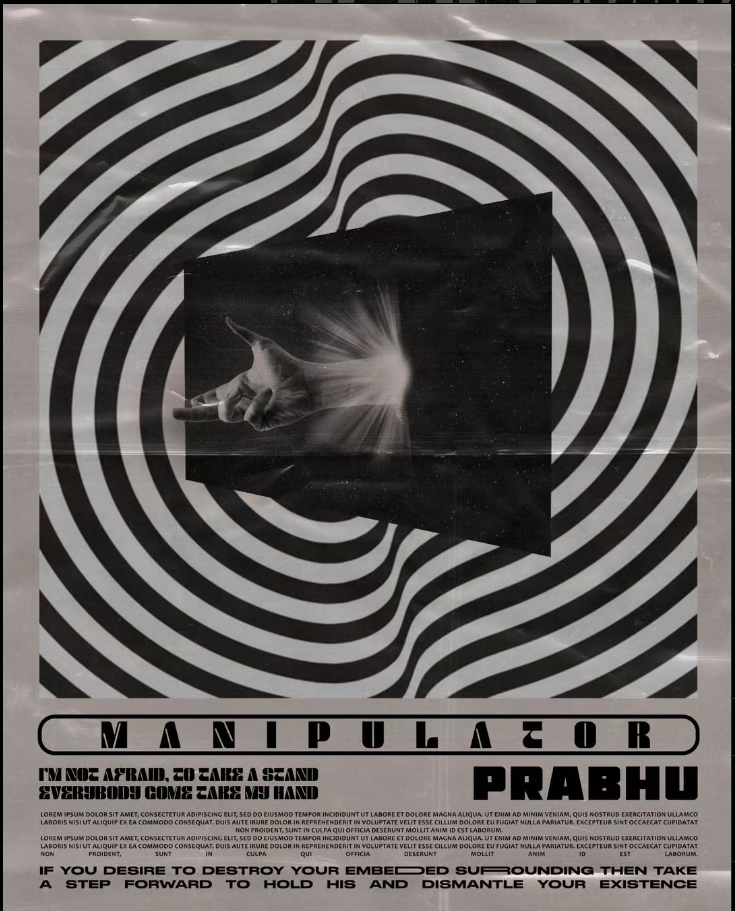 MANIPULATOR
I'M NOT AFRAID, TO TAKE A STAND
EVERYBODY COME TAKE MY HAND
PRABHU
LOREM IPSUM DOLOR SIT AMET, CONSECTETUR ADIPISCING ELIT, SED DO EIUSMOD TEMPOR INCIDIDUNT UT LABORE ET DOLORE MAGNA ALIQUA. UT ENIM AD MINIM VENIAM, QUIS NOSTRUD EXERCITATION ULLAMCO
LABORIS NISI UT ALIQUIP EX EA COMMODO CONSEQUAT. DUIS AUTE IRURE DOLOR IN REPREHENDERIT IN VOLUPTATE VELIT ESSE CILLUM DOLORE EU FUGIAT NULLA PARIATUR. EXCEPTEUR SINT OCCAECAT CUPIDATAT
NON PROIDENT, SUNT IN CULPA QUI OFFICIA DESERUNT MOLLIT ANIM ID EST LABORUM.
LOREM IPSUM DOLOR SIT AMET, CONSECTETUR ADIPISCING ELIT, SED DO EIUSMOD TEMPOR INCIDIDUNT UT LABORE ET DOLORE MAGNA ALIQUA. UT ENIM AD MINIM VENIAM, QUIS NOSTRUD EXERCITATION ULLAMCO
LABORIS NISI UT ALIQUIP EX EA COMMODO CONSEQUAT. DUIS AUTE IRURE DOLOR IN REPREHENDERIT IN VOLUPTATE VELIT ESSE CILLUM DOLORE EU FUGIAT NULLA PARIATUR. EXCEPTEUR SINT OCCAECAT CUPIDATAT
NON PROIDENT, SUNT IN CULPA QUI OFFICIA DESERUNT MOLLIT ANIM ID EST LABORUM.
IF YOU DESIRE TO DESTROY YOUR EMBEDDED SURROUNDING THEN TAKE
A STEP FORWARD TO HOLD HIS AND DISMANTLE YOUR EXISTENCE